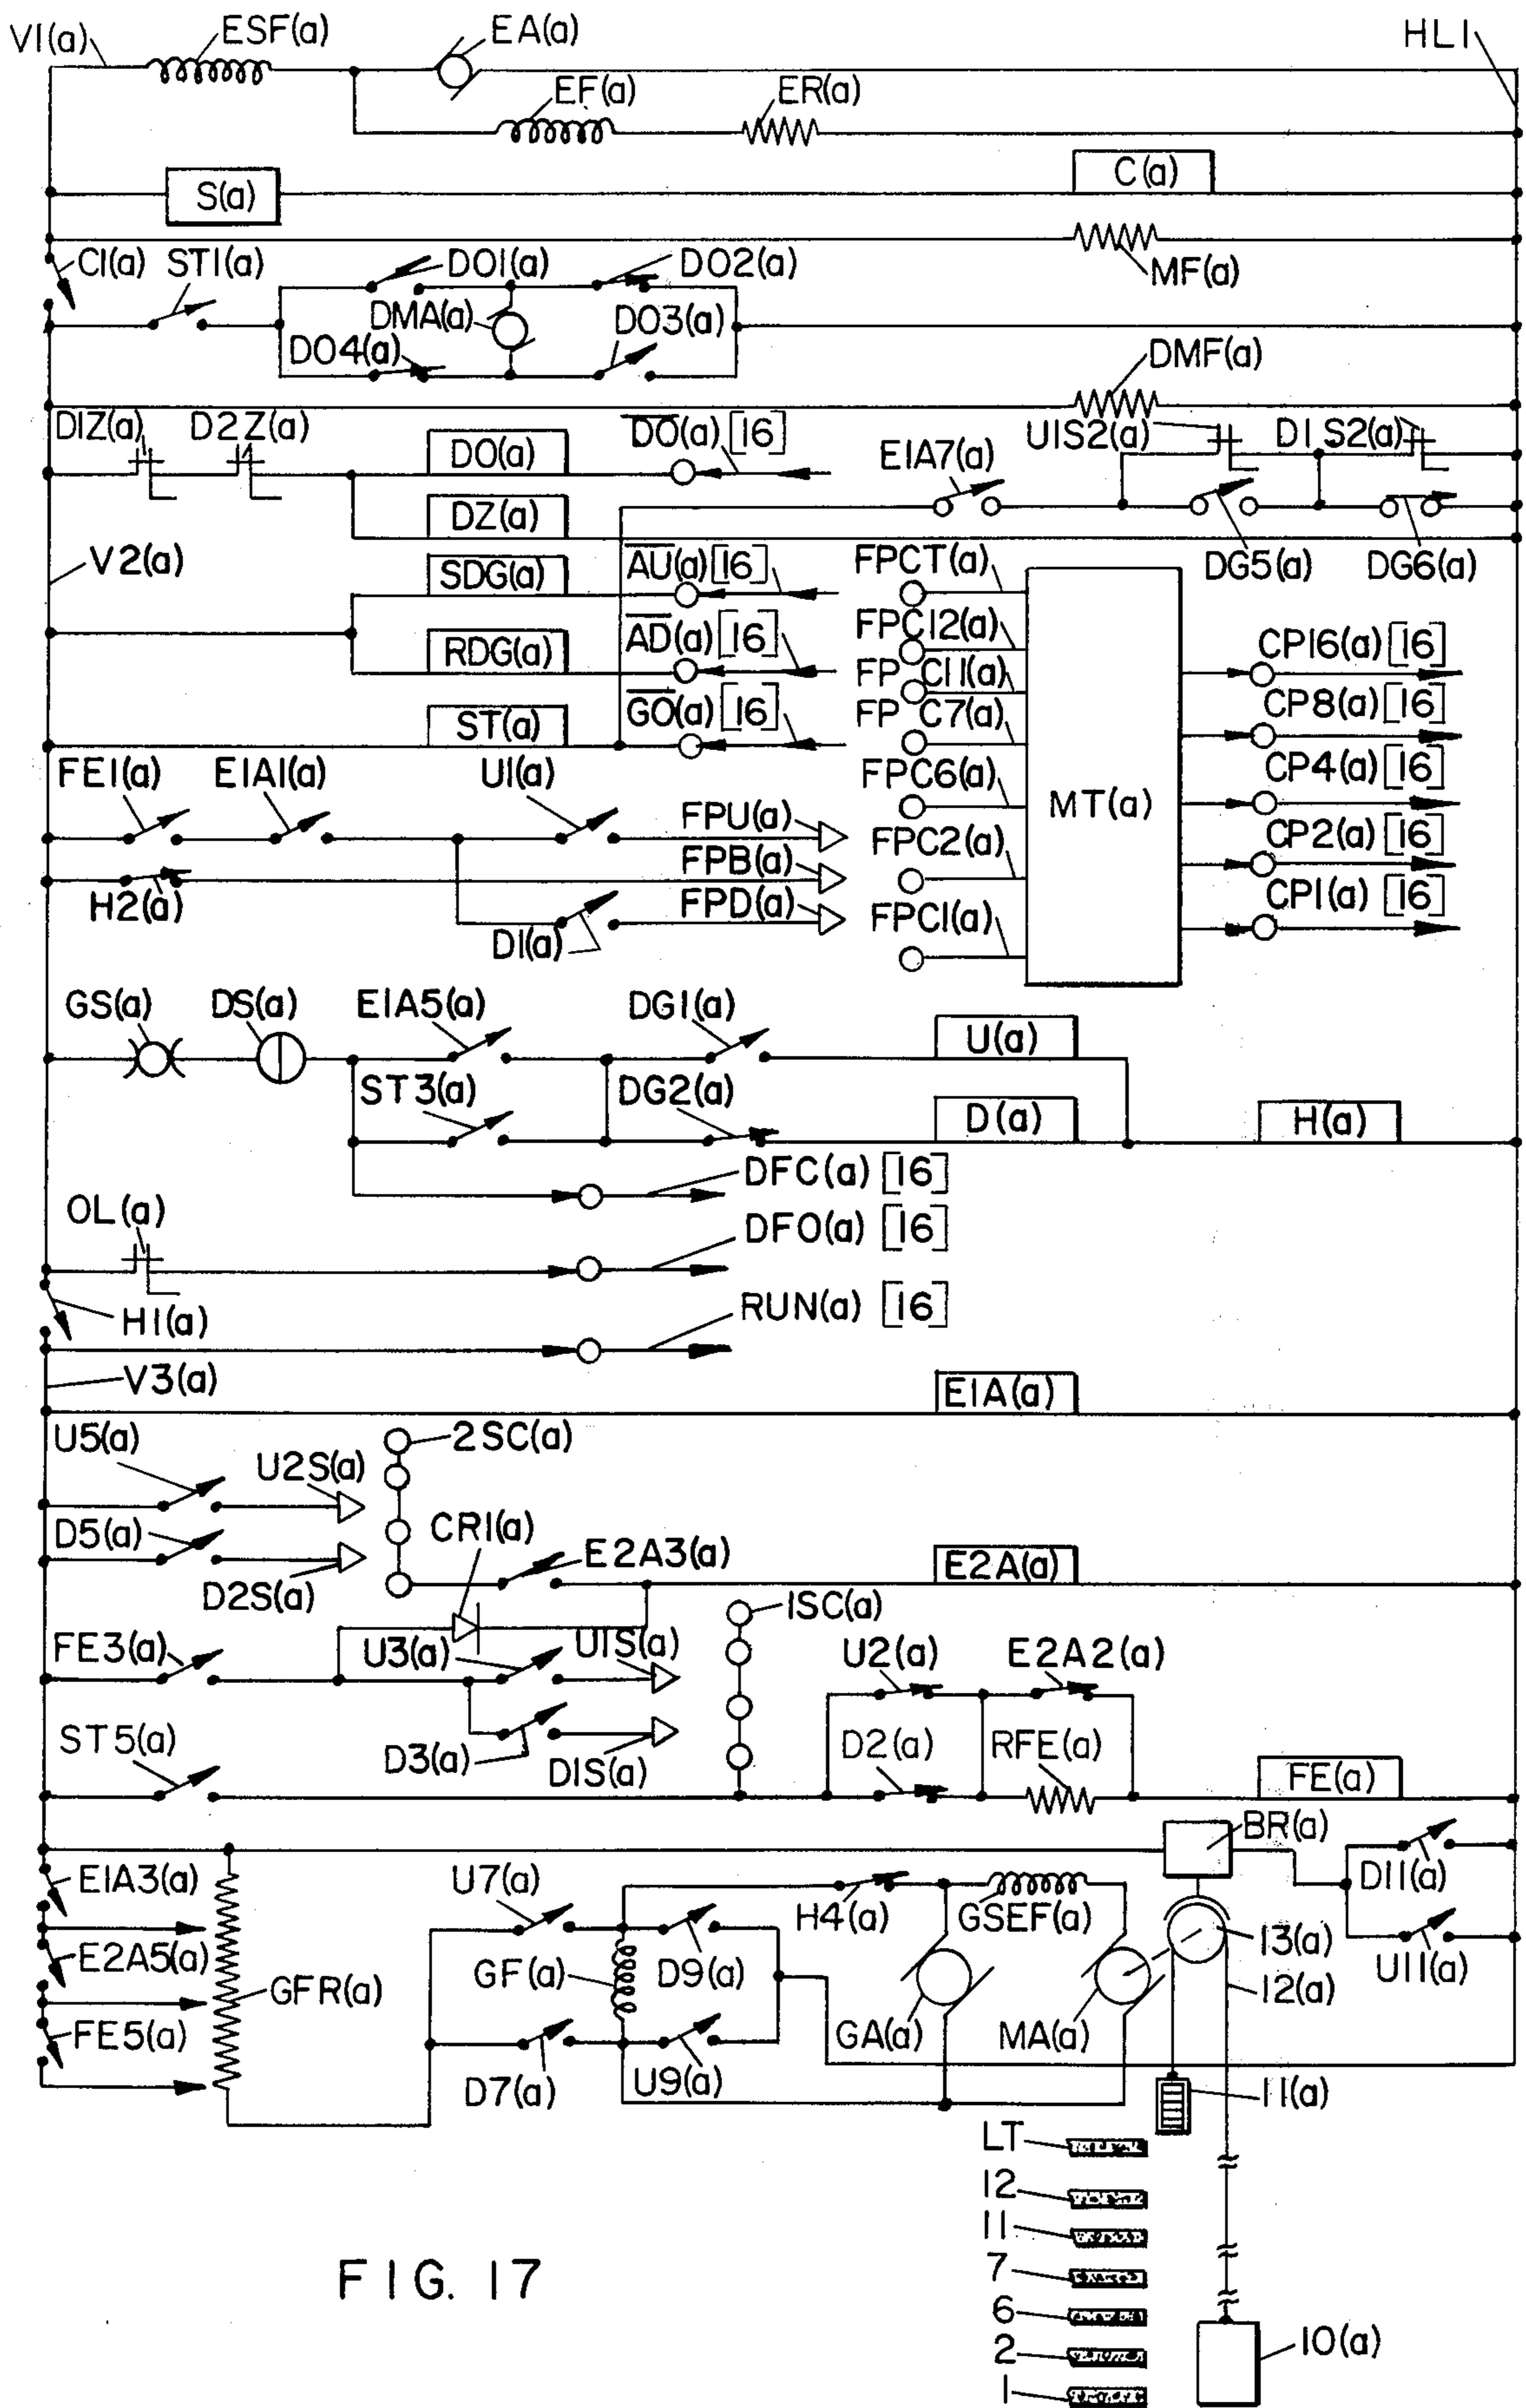 V1(a)
ESF(a)
EA(a)
HL1
EF(a)
ER(a)
S(a)
C(a)
C1(a)
ST1(a)
DO1(a)
DO2(a)
MF(a)
DMA(a)
DO3(a)
DO4(a)
DMF(a)
D1Z(a)
D2Z(a)
DO(a)
D̅O̅(a) [16]
E1A7(a)
U1S2(a)
D1S2(a)
DZ(a)
V2(a)
SDG(a)
A̅U̅(a) [16]
FPCT(a)
DG5(a)
DG6(a)
RDG(a)
A̅D̅(a) [16]
FPC12(a)
FPC11(a)
CP16(a) [16]
ST(a)
G̅O̅(a) [16]
FPC7(a)
CP8(a) [16]
FE1(a)
E1A1(a)
U1(a)
FPC6(a)
MT(a)
CP4(a) [16]
FPU(a)
FPB(a)
FPC2(a)
CP2(a) [16]
H2(a)
FPD(a)
D1(a)
FPC1(a)
CP1(a) [16]
GS(a)
DS(a)
E1A5(a)
DG1(a)
U(a)
ST3(a)
DG2(a)
D(a)
H(a)
DFC(a) [16]
OL(a)
DFO(a) [16]
H1(a)
RUN(a) [16]
V3(a)
E1A(a)
U5(a)
U2S(a)
2SC(a)
D5(a)
D2S(a)
CR1(a)
E2A3(a)
E2A(a)
FE3(a)
U3(a)
U1S(a)
1SC(a)
U2(a)
E2A2(a)
ST5(a)
D3(a)
D1S(a)
D2(a)
RFE(a)
FE(a)
BR(a)
E1A3(a)
U7(a)
H4(a)
GSEF(a)
D11(a)
E2A5(a)
GFR(a)
GF(a)
D9(a)
13(a)
U11(a)
12(a)
FE5(a)
D7(a)
U9(a)
GA(a)
MA(a)
11(a)
LT
12
11
7
6
2
1
10(a)
FIG. 17